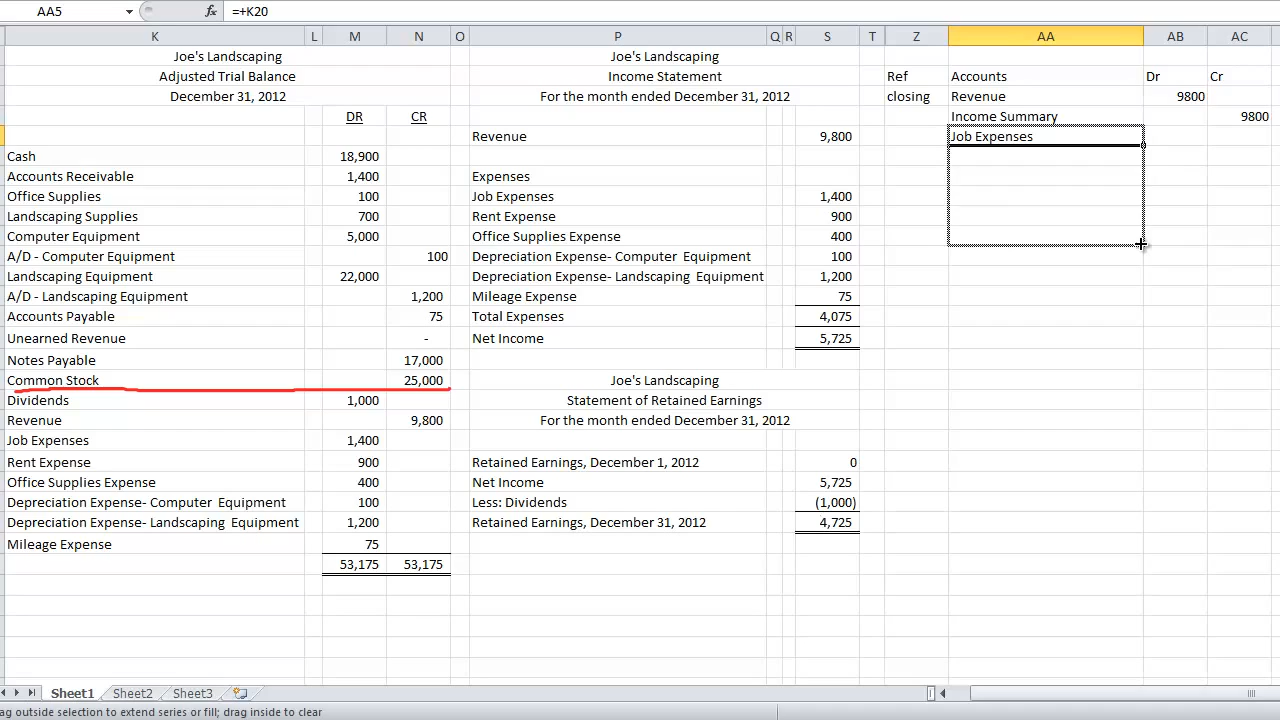 AA5 fx =+K20
K L M N O P Q R S T Z AA AB AC
Joe's Landscaping Joe's Landscaping
Adjusted Trial Balance Income Statement Ref Accounts Dr Cr
December 31, 2012 For the month ended December 31, 2012 closing Revenue 9800
DR CR Income Summary 9800
Revenue 9,800 Job Expenses
Cash 18,900
Accounts Receivable 1,400 Expenses
Office Supplies 100 Job Expenses 1,400
Landscaping Supplies 700 Rent Expense 900
Computer Equipment 5,000 Office Supplies Expense 400
A/D - Computer Equipment 100 Depreciation Expense- Computer Equipment 100
Landscaping Equipment 22,000 Depreciation Expense- Landscaping Equipment 1,200
A/D - Landscaping Equipment 1,200 Mileage Expense 75
Accounts Payable 75 Total Expenses 4,075
Unearned Revenue - Net Income 5,725
Notes Payable 17,000
Common Stock 25,000 Joe's Landscaping
Dividends 1,000 Statement of Retained Earnings
Revenue 9,800 For the month ended December 31, 2012
Job Expenses 1,400
Rent Expense 900 Retained Earnings, December 1, 2012 0
Office Supplies Expense 400 Net Income 5,725
Depreciation Expense- Computer Equipment 100 Less: Dividends (1,000)
Depreciation Expense- Landscaping Equipment 1,200 Retained Earnings, December 31, 2012 4,725
Mileage Expense 75
53,175 53,175
Sheet1 Sheet2 Sheet3
ag outside selection to extend series or fill; drag inside to clear